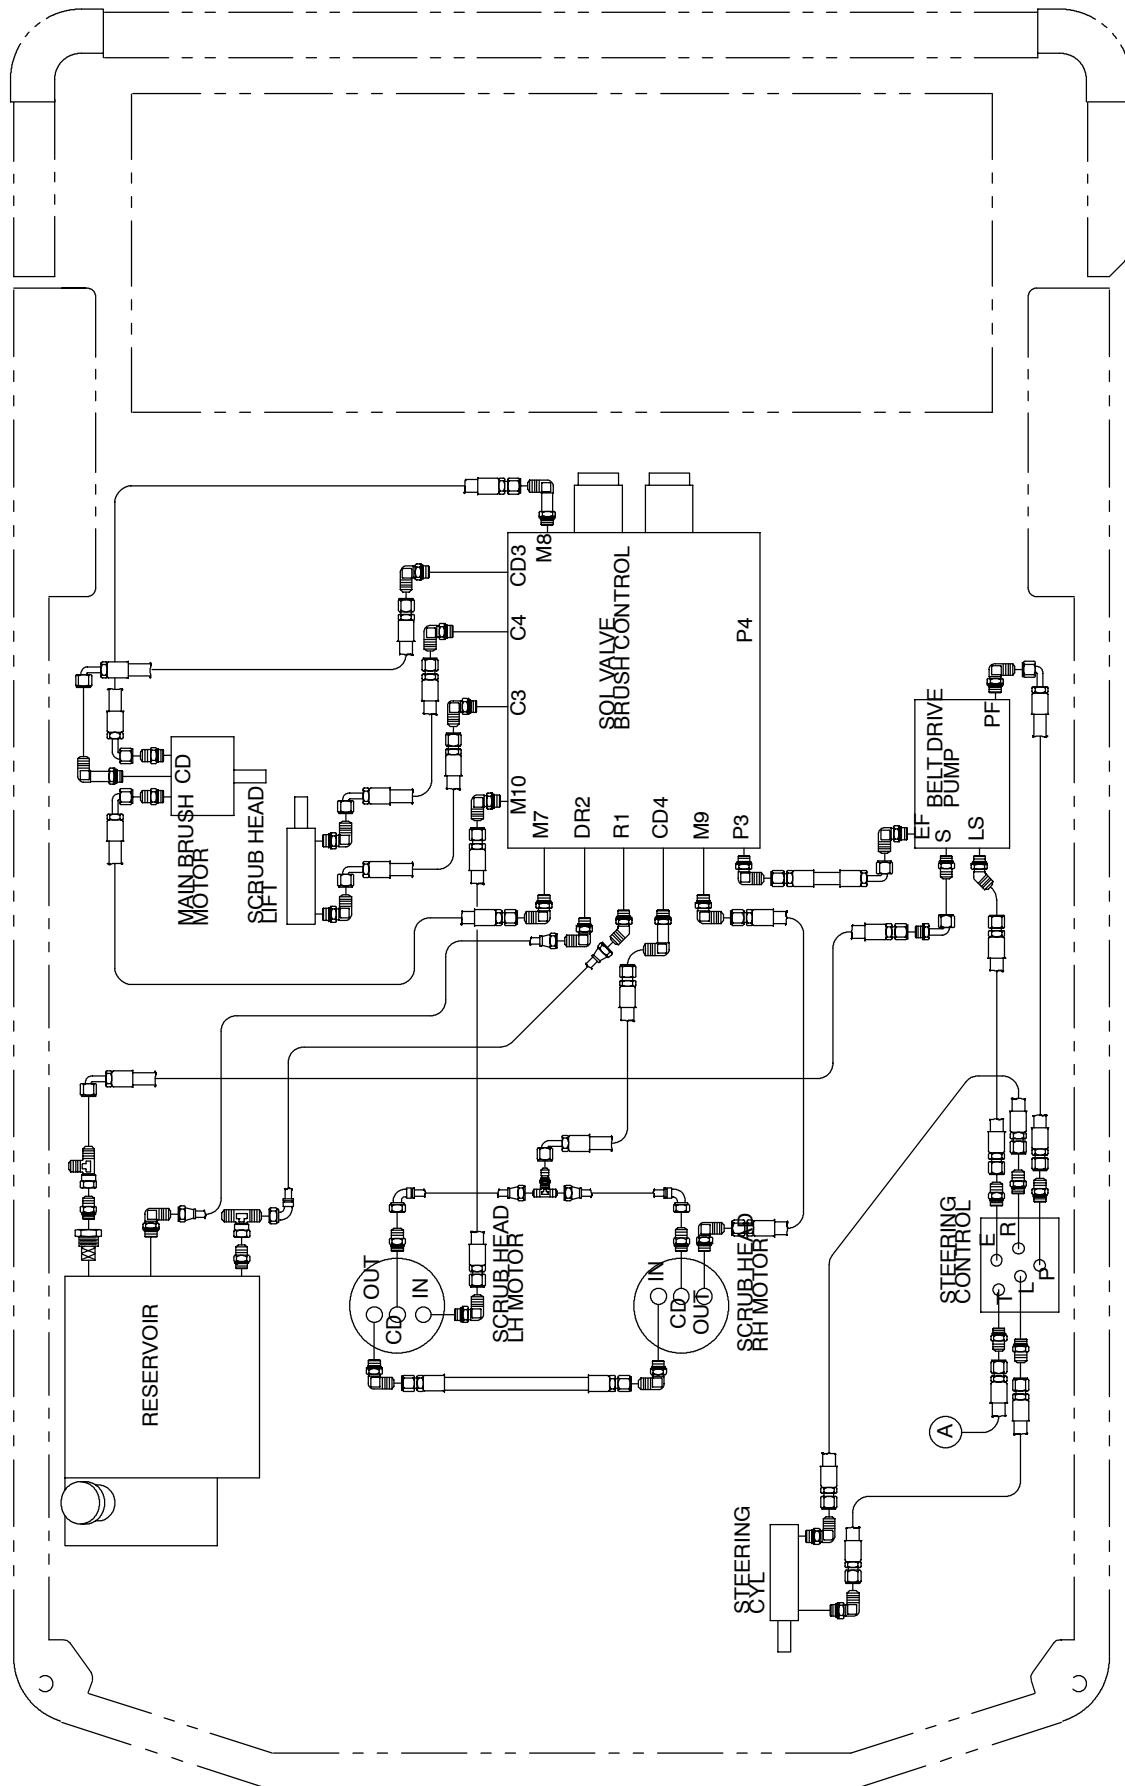 M8
CD3
C4
C3
M10
SOL VALVE
BRUSH CONTROL
P4
M7
DR2
R1
CD4
M9
P3
CD
MAIN BRUSH
MOTOR
SCRUB HEAD
LIFT
BELT DRIVE
PUMP
PF
EF
S
LS
RESERVOIR
OUT
CD
IN
SCRUB HEAD
LH MOTOR
IN
CD
OUT
SCRUB HEAD
RH MOTOR
STEERING
CONTROL
E
R
T
L
P
A
STEERING
CYL